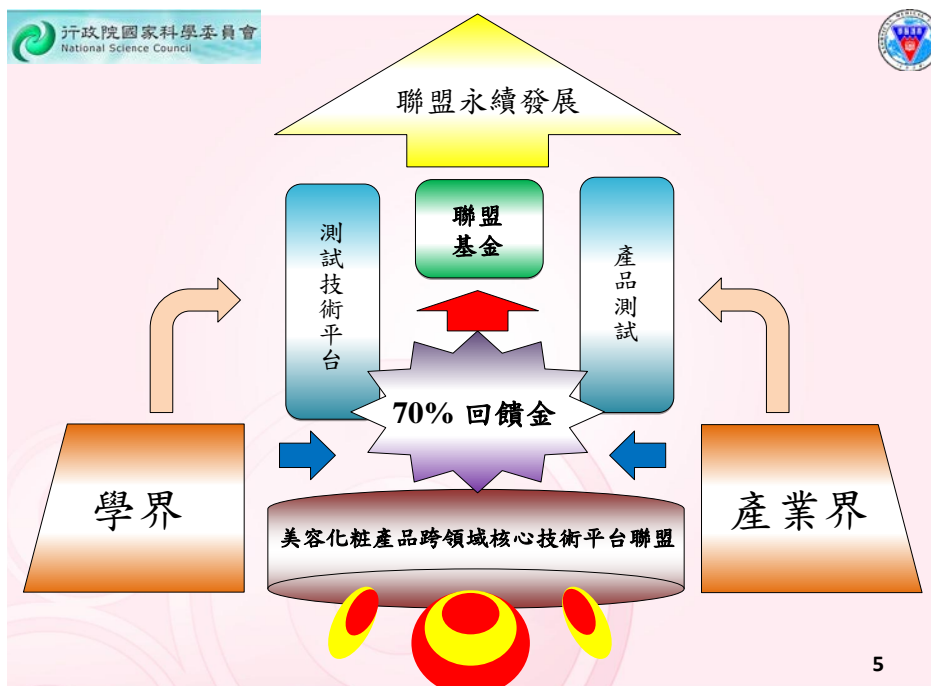 行政院國家科學委員會
National Science Council
聯盟永續發展
測試技術平台
聯盟
基金
產品測試
70% 回饋金
學界
產業界
美容化粧產品跨領域核心技術平台聯盟
5